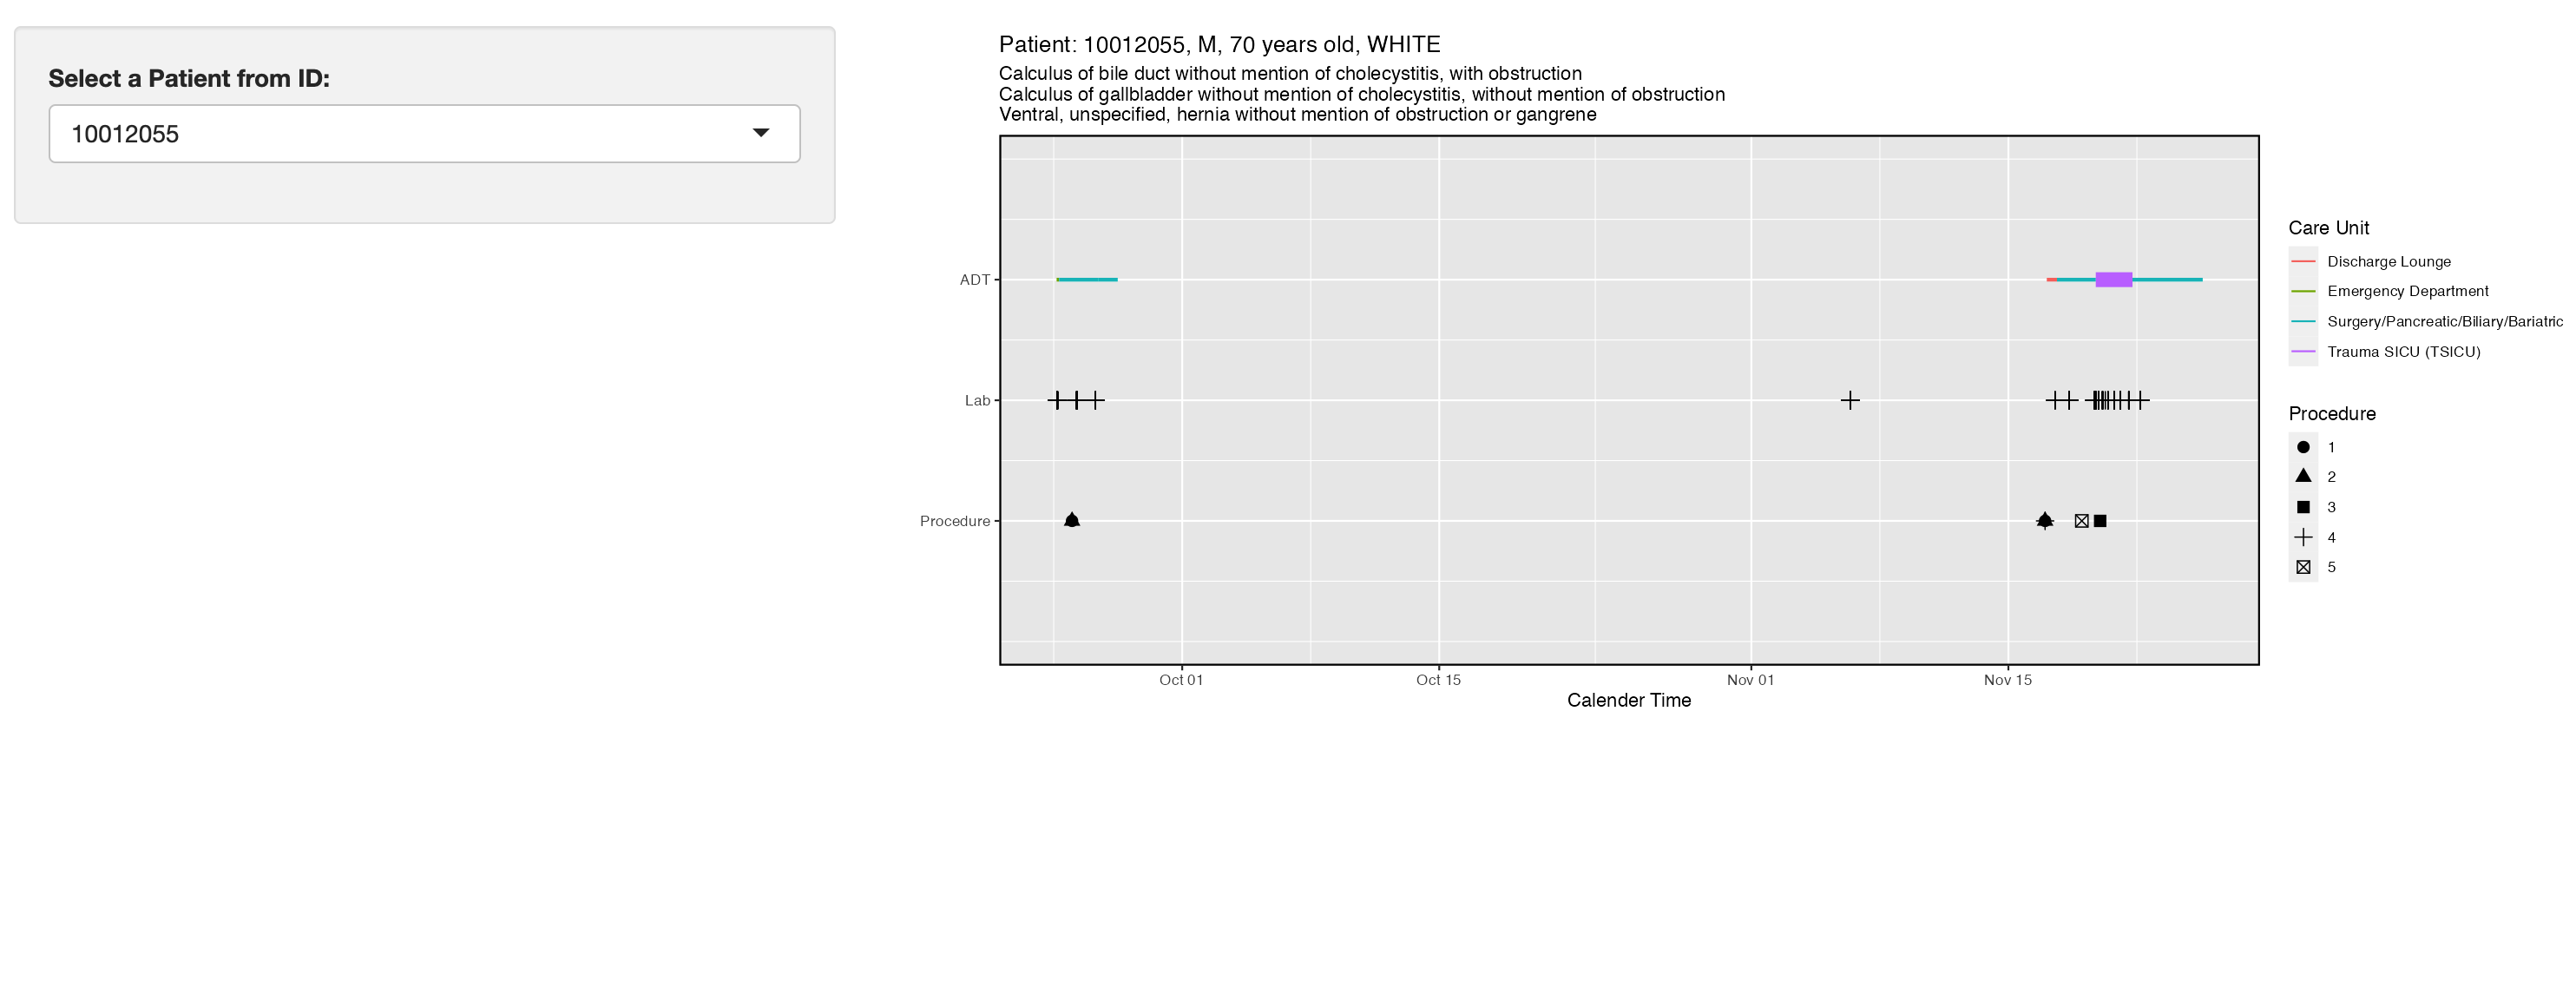 Select a Patient from ID:
10012055
Patient: 10012055, M, 70 years old, WHITE
Calculus of bile duct without mention of cholecystitis, with obstruction
Calculus of gallbladder without mention of cholecystitis, without mention of obstruction
Ventral, unspecified, hernia without mention of obstruction or gangrene
ADT
Lab
Procedure
Oct 01
Oct 15
Nov 01
Nov 15
Calender Time
Care Unit
Discharge Lounge
Emergency Department
Surgery/Pancreatic/Biliary/Bariatric
Trauma SICU (TSICU)
Procedure
1
2
3
4
5